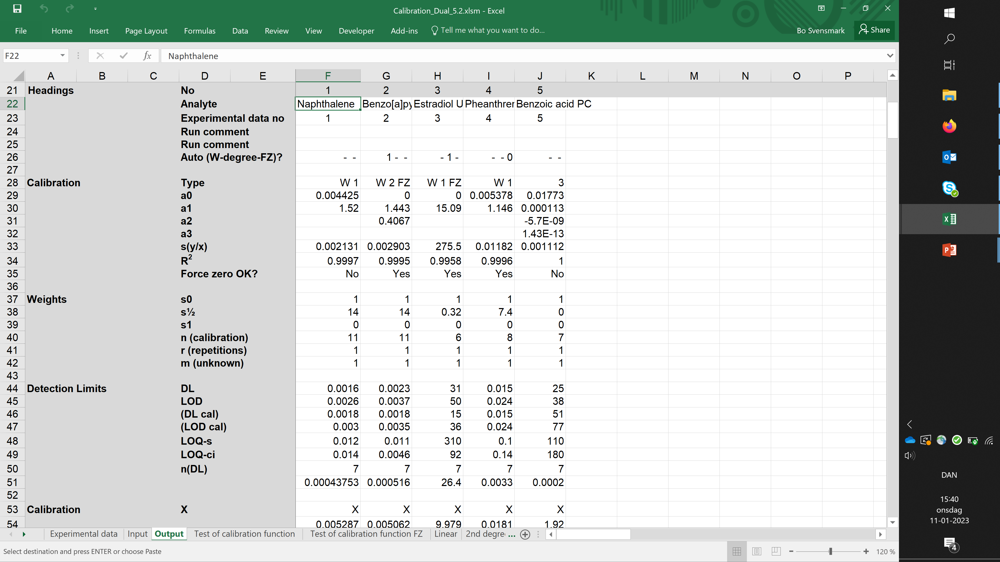 Calibration_Dual_5.2.xlsm - Excel
File Home Insert Page Layout Formulas Data Review View Developer Add-ins Tell me what you want to do... Bo Svensmark Share
F22 fx Naphthalene
A B C D E F G H I J K L M N O P
21 Headings No 1 2 3 4 5
22 Analyte Naphthalene Benzo[a]py Estradiol U Pheanthrer Benzoic acid PC
23 Experimental data no 1 2 3 4 5
24 Run comment
25 Run comment
26 Auto (W-degree-FZ)? - - 1 - - - 1 - - - 0 - -
27
28 Calibration Type W 1 W 2 FZ W 1 FZ W 1 3
29 a0 0.004425 0 0 0.005378 0.01773
30 a1 1.52 1.443 15.09 1.146 0.000113
31 a2 0.4067 -5.7E-09
32 a3 1.43E-13
33 s(y/x) 0.002131 0.002903 275.5 0.01182 0.001112
34 R² 0.9997 0.9995 0.9958 0.9996 1
35 Force zero OK? No Yes Yes Yes No
36
37 Weights s0 1 1 1 1 1
38 s½ 14 14 0.32 7.4 0
39 s1 0 0 0 0 0
40 n (calibration) 11 11 6 8 7
41 r (repetitions) 1 1 1 1 1
42 m (unknown) 1 1 1 1 1
43
44 Detection Limits DL 0.0016 0.0023 31 0.015 25
45 LOD 0.0026 0.0037 50 0.024 38
46 (DL cal) 0.0018 0.0018 15 0.015 51
47 (LOD cal) 0.003 0.0035 36 0.024 77
48 LOQ-s 0.012 0.011 310 0.1 110
49 LOQ-ci 0.014 0.0046 92 0.14 180
50 n(DL) 7 7 7 7 7
51 0.00043753 0.000516 26.4 0.0033 0.0002
52
53 Calibration X X X X X X
54 0.005287 0.005062 9.979 0.0181 1.92
Experimental data Input Output Test of calibration function Test of calibration function FZ Linear 2nd degre ...
Select destination and press ENTER or choose Paste 120 %
DAN
15:40
onsdag
11-01-2023
4